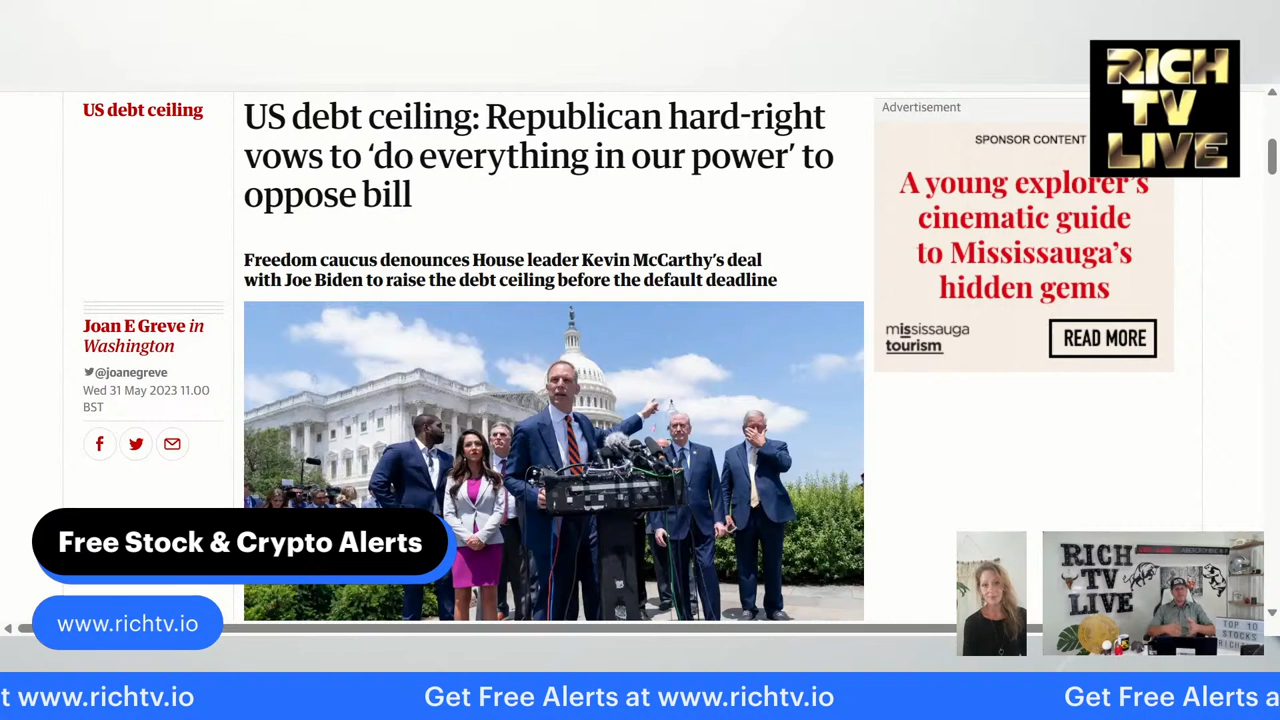 US debt ceiling
US debt ceiling: Republican hard-right
vows to ‘do everything in our power’ to
oppose bill
Freedom caucus denounces House leader Kevin McCarthy’s deal
with Joe Biden to raise the debt ceiling before the default deadline
Joan E Greve in
Washington
@joanegreve
Wed 31 May 2023 11.00
BST
Advertisement
SPONSOR CONTENT
A young explorer’s
cinematic guide
to Mississauga’s
hidden gems
mississauga
tourism
READ MORE
RICH
TV
LIVE
Free Stock & Crypto Alerts
www.richtv.io
RICH
TV
LIVE
TOP 10
STOCKS
t www.richtv.io
Get Free Alerts at www.richtv.io
Get Free Alerts a